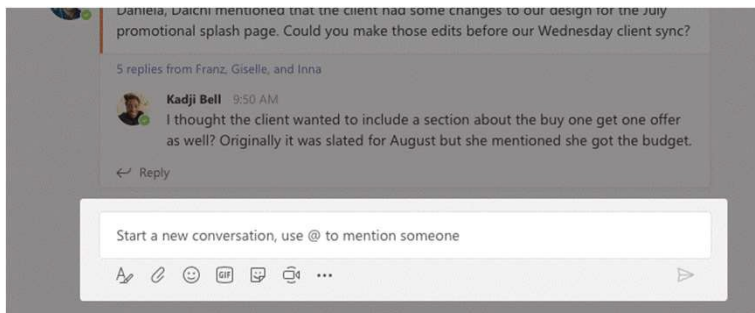 Daniela, Daichi mentioned that the client had some changes to our design for the July
promotional splash page. Could you make those edits before our Wednesday client sync?
5 replies from Franz, Giselle, and Inna
Kadji Bell 9:50 AM
I thought the client wanted to include a section about the buy one get one offer
as well? Originally it was slated for August but she mentioned she got the budget.
Reply
Start a new conversation, use @ to mention someone
GIF